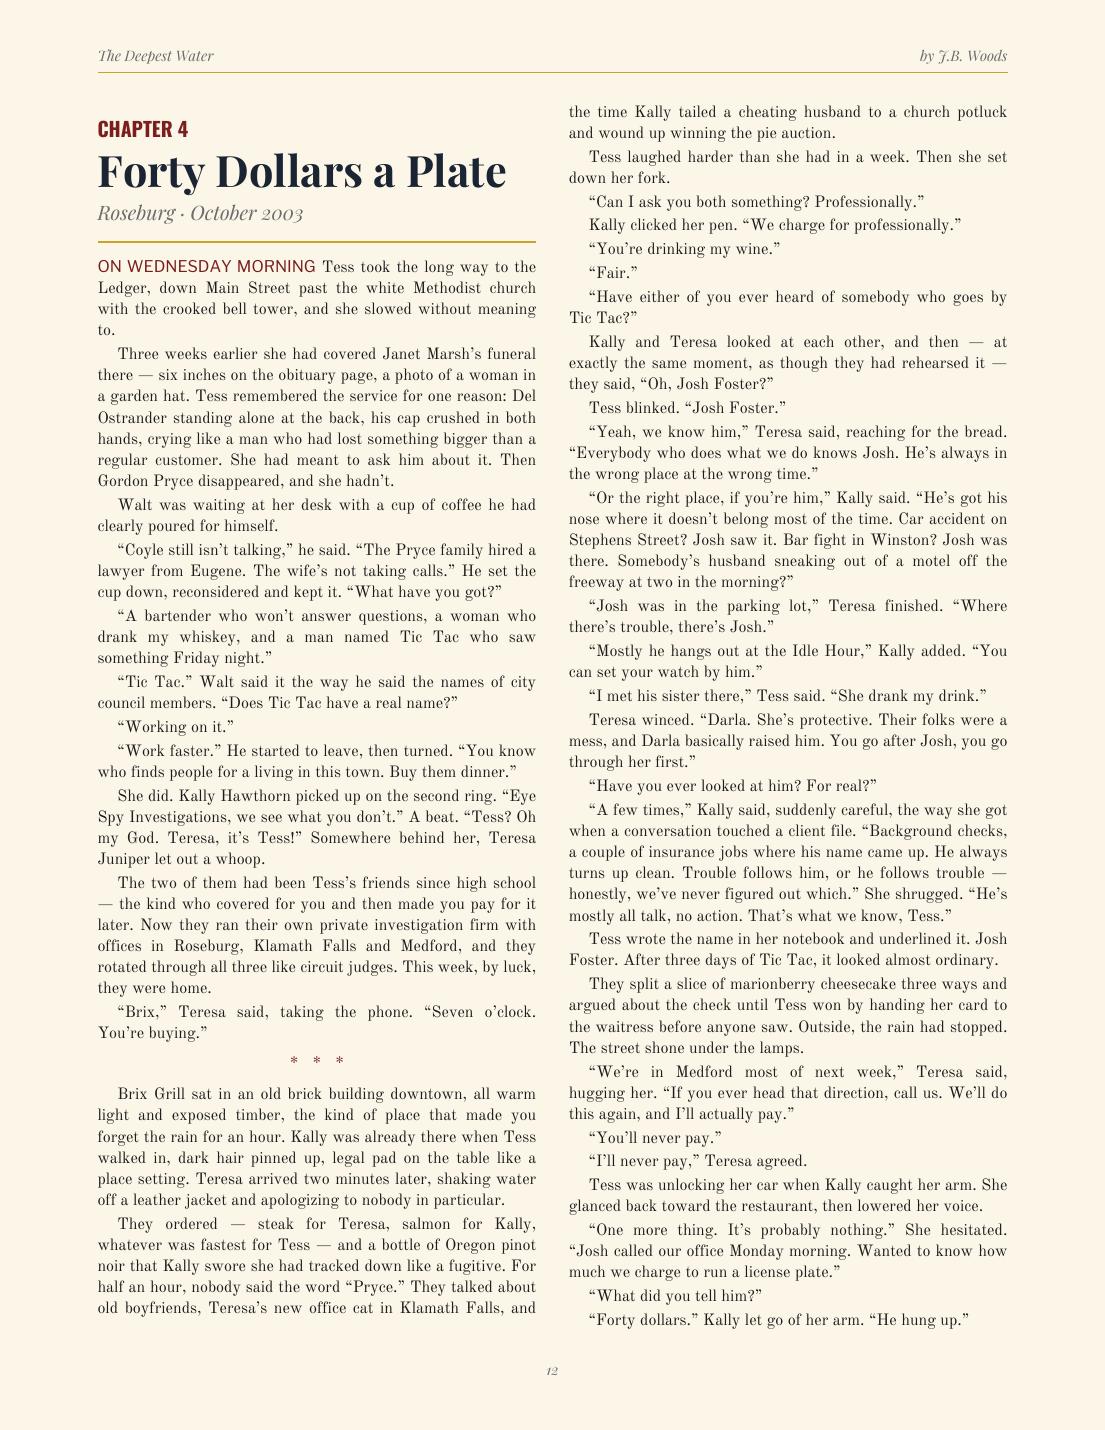 The Deepest Water
by J.B. Woods
CHAPTER 4
Forty Dollars a Plate
Roseburg · October 2003
ON WEDNESDAY MORNING Tess took the long way to the
Ledger, down Main Street past the white Methodist church
with the crooked bell tower, and she slowed without meaning
to.
Three weeks earlier she had covered Janet Marsh’s funeral
there — six inches on the obituary page, a photo of a woman in
a garden hat. Tess remembered the service for one reason: Del
Ostrander standing alone at the back, his cap crushed in both
hands, crying like a man who had lost something bigger than a
regular customer. She had meant to ask him about it. Then
Gordon Pryce disappeared, and she hadn’t.
Walt was waiting at her desk with a cup of coffee he had
clearly poured for himself.
“Coyle still isn’t talking,” he said. “The Pryce family hired a
lawyer from Eugene. The wife’s not taking calls.” He set the
cup down, reconsidered and kept it. “What have you got?”
“A bartender who won’t answer questions, a woman who
drank my whiskey, and a man named Tic Tac who saw
something Friday night.”
“Tic Tac.” Walt said it the way he said the names of city
council members. “Does Tic Tac have a real name?”
“Working on it.”
“Work faster.” He started to leave, then turned. “You know
who finds people for a living in this town. Buy them dinner.”
She did. Kally Hawthorn picked up on the second ring. “Eye
Spy Investigations, we see what you don’t.” A beat. “Tess? Oh
my God. Teresa, it’s Tess!” Somewhere behind her, Teresa
Juniper let out a whoop.
The two of them had been Tess’s friends since high school
— the kind who covered for you and then made you pay for it
later. Now they ran their own private investigation firm with
offices in Roseburg, Klamath Falls and Medford, and they
rotated through all three like circuit judges. This week, by luck,
they were home.
“Brix,” Teresa said, taking the phone. “Seven o’clock.
You’re buying.”
* * *
Brix Grill sat in an old brick building downtown, all warm
light and exposed timber, the kind of place that made you
forget the rain for an hour. Kally was already there when Tess
walked in, dark hair pinned up, legal pad on the table like a
place setting. Teresa arrived two minutes later, shaking water
off a leather jacket and apologizing to nobody in particular.
They ordered — steak for Teresa, salmon for Kally,
whatever was fastest for Tess — and a bottle of Oregon pinot
noir that Kally swore she had tracked down like a fugitive. For
half an hour, nobody said the word “Pryce.” They talked about
old boyfriends, Teresa’s new office cat in Klamath Falls, and
the time Kally tailed a cheating husband to a church potluck
and wound up winning the pie auction.
Tess laughed harder than she had in a week. Then she set
down her fork.
“Can I ask you both something? Professionally.”
Kally clicked her pen. “We charge for professionally.”
“You’re drinking my wine.”
“Fair.”
“Have either of you ever heard of somebody who goes by
Tic Tac?”
Kally and Teresa looked at each other, and then — at
exactly the same moment, as though they had rehearsed it —
they said, “Oh, Josh Foster?”
Tess blinked. “Josh Foster.”
“Yeah, we know him,” Teresa said, reaching for the bread.
“Everybody who does what we do knows Josh. He’s always in
the wrong place at the wrong time.”
“Or the right place, if you’re him,” Kally said. “He’s got his
nose where it doesn’t belong most of the time. Car accident on
Stephens Street? Josh saw it. Bar fight in Winston? Josh was
there. Somebody’s husband sneaking out of a motel off the
freeway at two in the morning?”
“Josh was in the parking lot,” Teresa finished. “Where
there’s trouble, there’s Josh.”
“Mostly he hangs out at the Idle Hour,” Kally added. “You
can set your watch by him.”
“I met his sister there,” Tess said. “She drank my drink.”
Teresa winced. “Darla. She’s protective. Their folks were a
mess, and Darla basically raised him. You go after Josh, you go
through her first.”
“Have you ever looked at him? For real?”
“A few times,” Kally said, suddenly careful, the way she got
when a conversation touched a client file. “Background checks,
a couple of insurance jobs where his name came up. He always
turns up clean. Trouble follows him, or he follows trouble —
honestly, we’ve never figured out which.” She shrugged. “He’s
mostly all talk, no action. That’s what we know, Tess.”
Tess wrote the name in her notebook and underlined it. Josh
Foster. After three days of Tic Tac, it looked almost ordinary.
They split a slice of marionberry cheesecake three ways and
argued about the check until Tess won by handing her card to
the waitress before anyone saw. Outside, the rain had stopped.
The street shone under the lamps.
“We’re in Medford most of next week,” Teresa said,
hugging her. “If you ever head that direction, call us. We’ll do
this again, and I’ll actually pay.”
“You’ll never pay.”
“I’ll never pay,” Teresa agreed.
Tess was unlocking her car when Kally caught her arm. She
glanced back toward the restaurant, then lowered her voice.
“One more thing. It’s probably nothing.” She hesitated.
“Josh called our office Monday morning. Wanted to know how
much we charge to run a license plate.”
“What did you tell him?”
“Forty dollars.” Kally let go of her arm. “He hung up.”
12